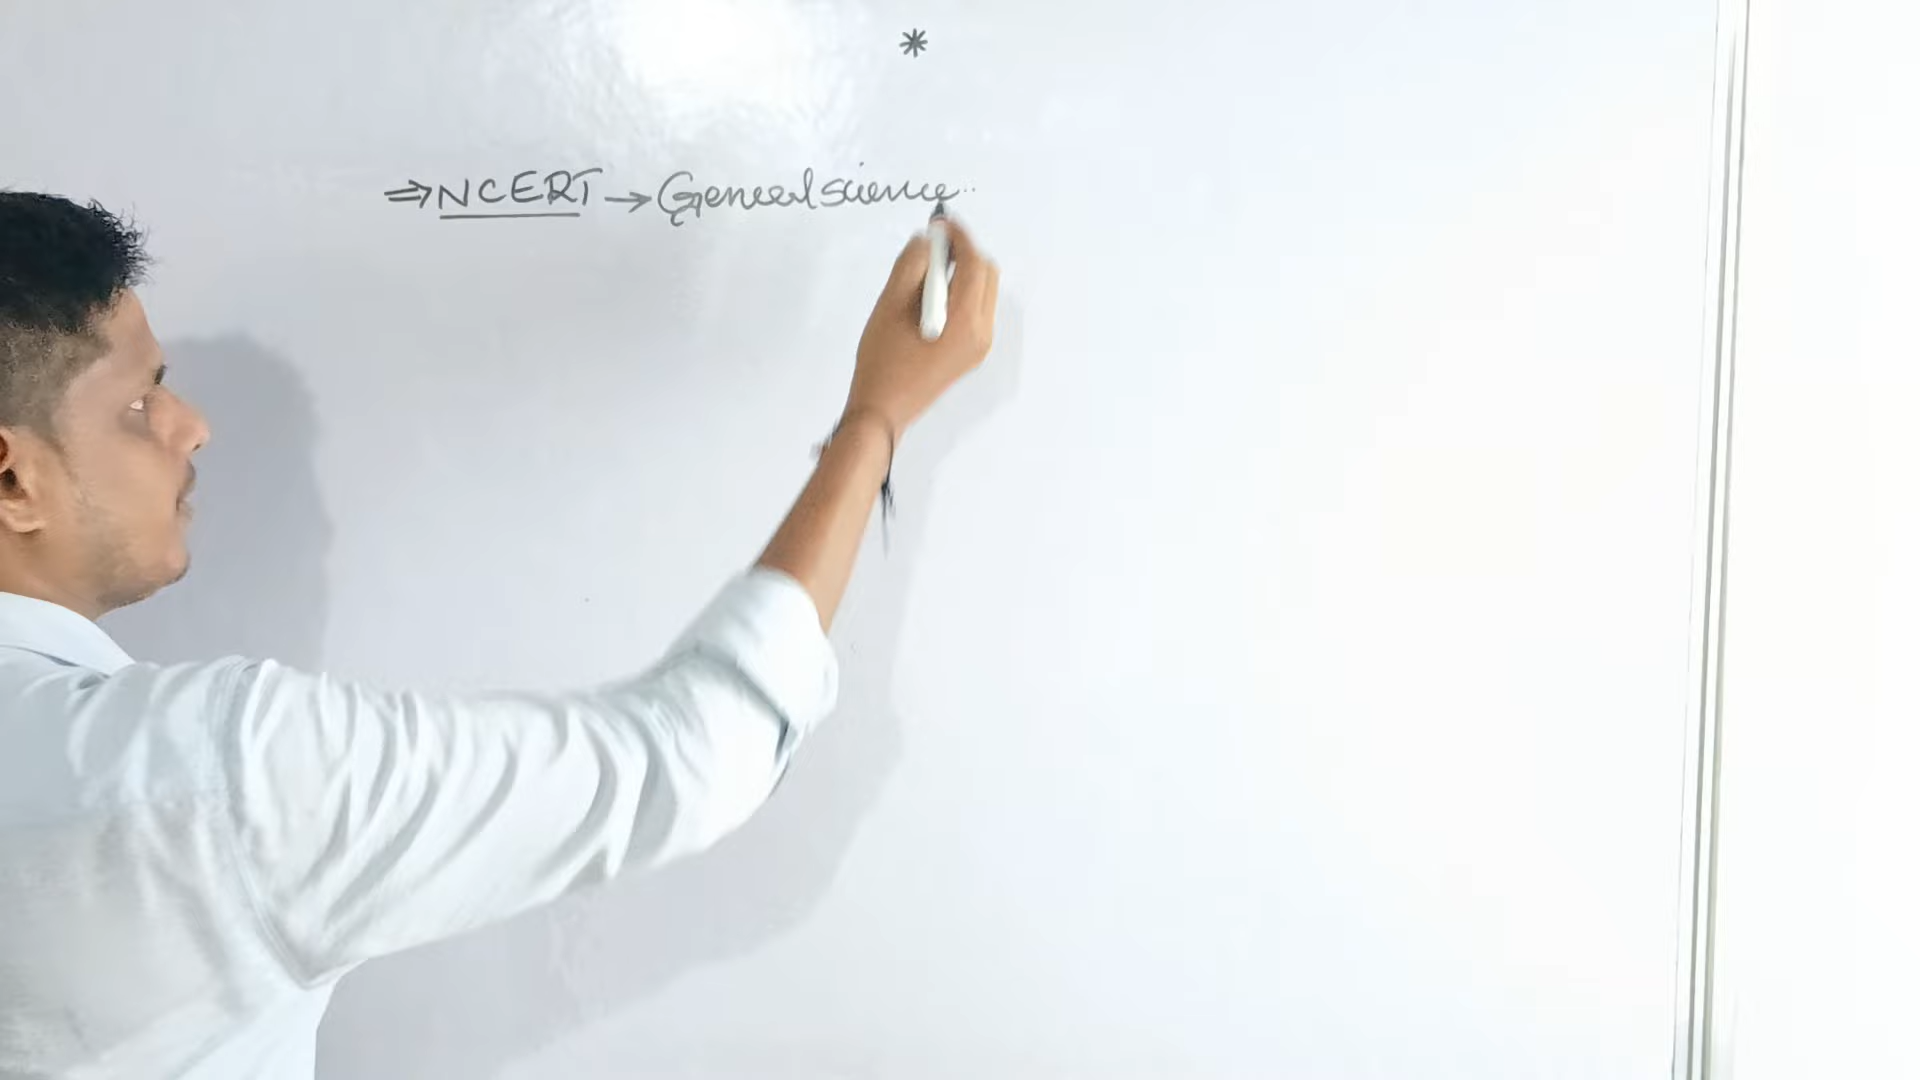 *
⇒ NCERT → General science..